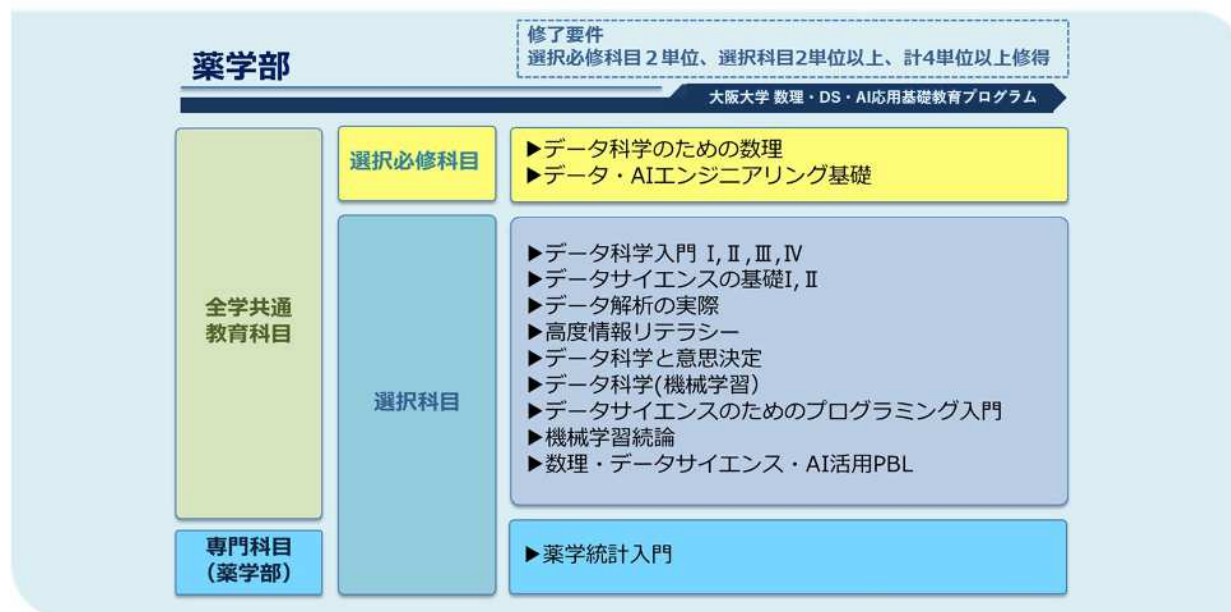 薬学部
修了要件
選択必修科目２単位、選択科目2単位以上、計4単位以上修得
大阪大学 数理・DS・AI応用基礎教育プログラム
全学共通
教育科目
選択必修科目
▶データ科学のための数理
▶データ・AIエンジニアリング基礎
選択科目
▶データ科学入門 Ⅰ,Ⅱ,Ⅲ,Ⅳ
▶データサイエンスの基礎Ⅰ,Ⅱ
▶データ解析の実際
▶高度情報リテラシー
▶データ科学と意思決定
▶データ科学(機械学習）
▶データサイエンスのためのプログラミング入門
▶機械学習続論
▶数理・データサイエンス・AI活用PBL
専門科目
（薬学部）
▶薬学統計入門